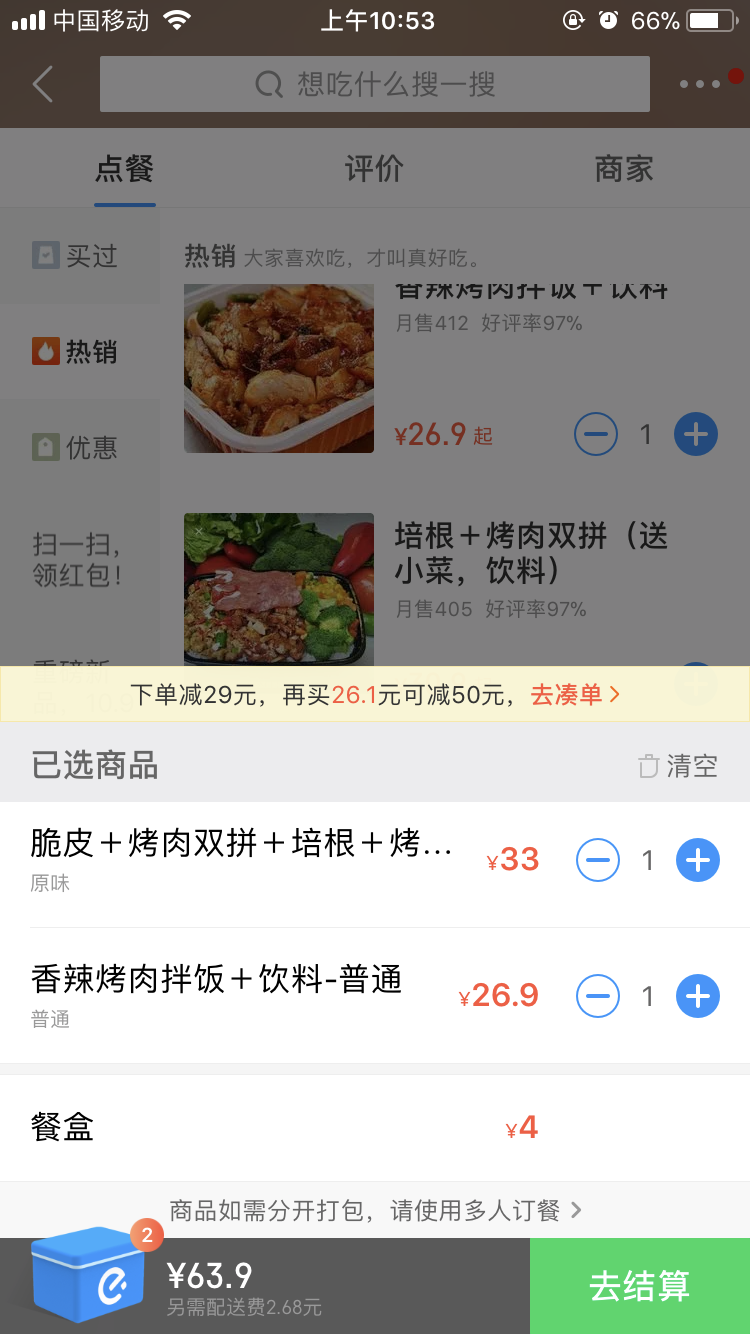 中国移动
上午10:53
66%
想吃什么搜一搜
点餐
评价
商家
买过
热销
优惠
扫一扫，
领红包！
热销 大家喜欢吃，才叫真好吃。
香辣烤肉拌饭＋饮料
月售412 好评率97%
¥26.9 起
1
培根＋烤肉双拼（送
小菜，饮料）
月售405 好评率97%
下单减29元，再买26.1元可减50元，去凑单
已选商品
清空
脆皮＋烤肉双拼＋培根＋烤...
原味
¥33
1
香辣烤肉拌饭＋饮料-普通
普通
¥26.9
1
餐盒
¥4
商品如需分开打包，请使用多人订餐
2
¥63.9
另需配送费2.68元
去结算